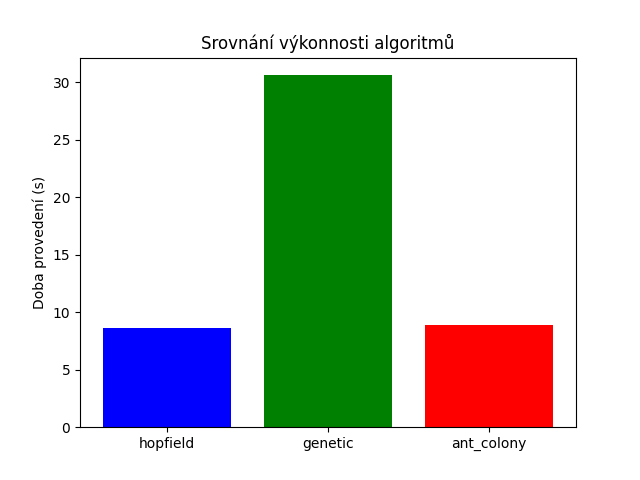 Srovnání výkonnosti algoritmů
Doba provedení (s)
30
25
20
15
10
5
0
hopfield
genetic
ant_colony